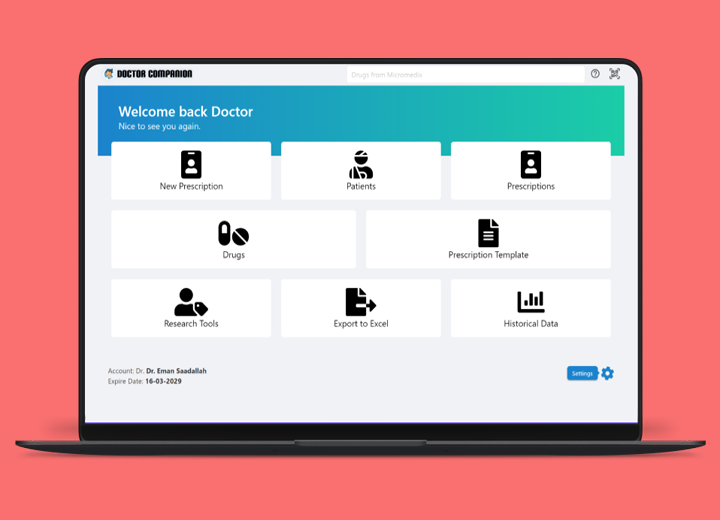 DOCTOR COMPANION
Drugs from Micromedix
Welcome back Doctor
Nice to see you again.
New Prescription
Patients
Prescriptions
Drugs
Prescription Template
Research Tools
Export to Excel
Historical Data
Account: Dr. Dr. Eman Saadallah
Settings
Expire Date: 16-03-2029